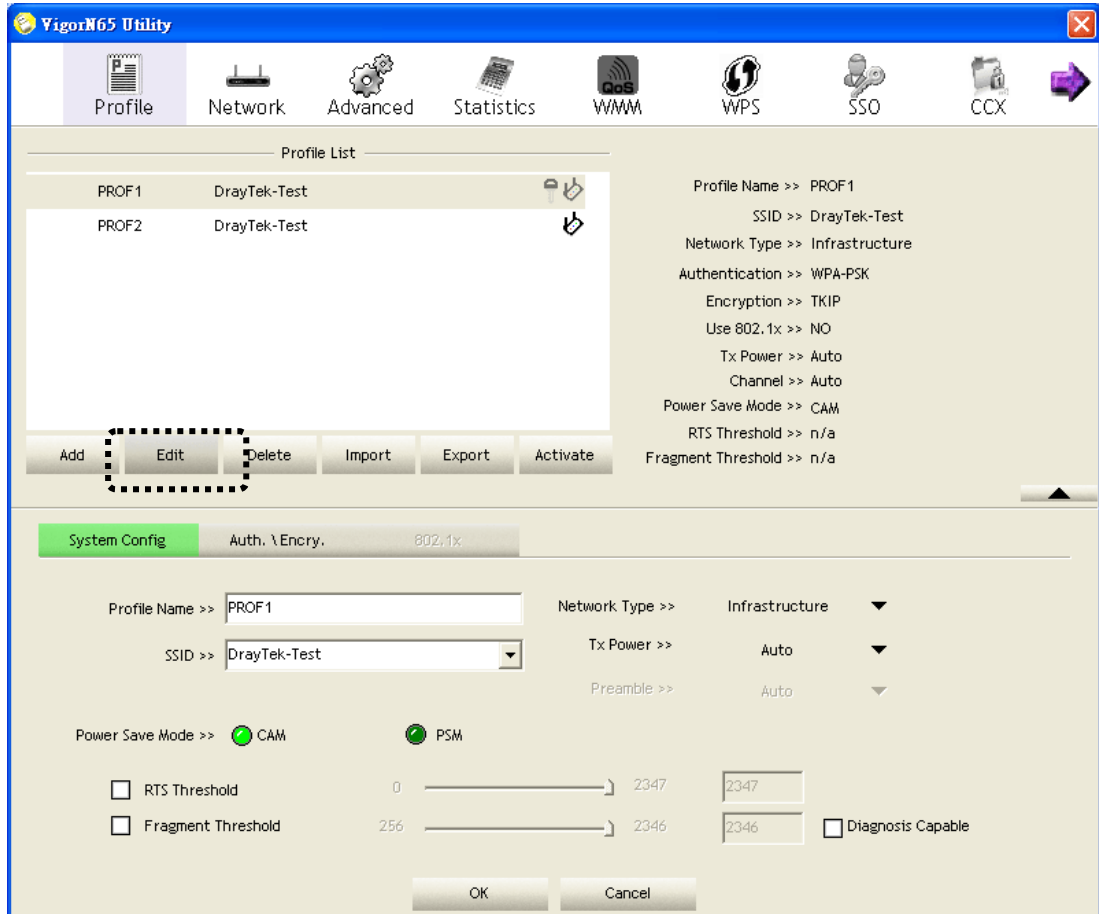 VigorN65 Utility
Profile Network Advanced Statistics QoS WMM WPS SSO CCX
Profile List
PROF1 DrayTek-Test
PROF2 DrayTek-Test
Add Edit Delete Import Export Activate
Profile Name >> PROF1
SSID >> DrayTek-Test
Network Type >> Infrastructure
Authentication >> WPA-PSK
Encryption >> TKIP
Use 802.1x >> NO
Tx Power >> Auto
Channel >> Auto
Power Save Mode >> CAM
RTS Threshold >> n/a
Fragment Threshold >> n/a
System Config Auth. \ Encry. 802.1x
Profile Name >> PROF1 Network Type >> Infrastructure
SSID >> DrayTek-Test Tx Power >> Auto
Preamble >> Auto
Power Save Mode >> CAM PSM
RTS Threshold 0 2347 2347
Fragment Threshold 256 2346 2346 Diagnosis Capable
OK Cancel